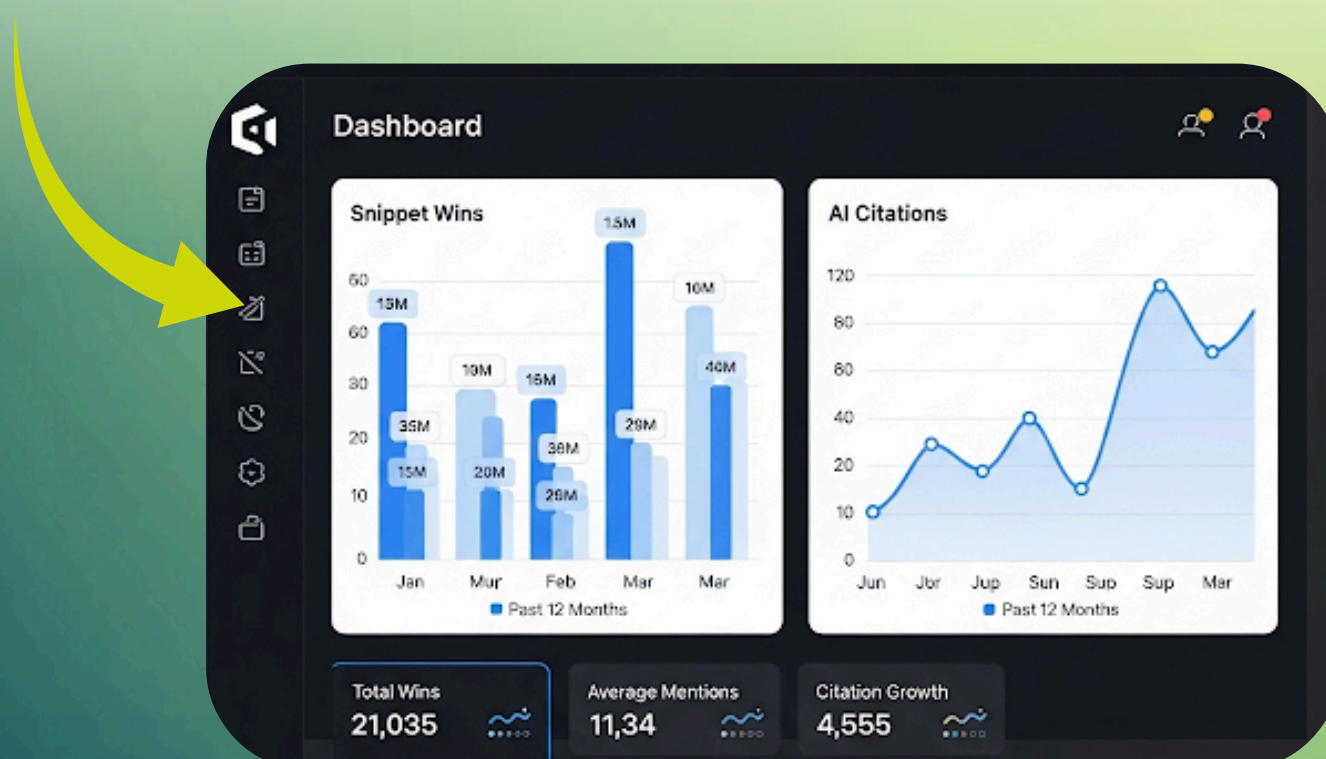 Dashboard
Snippet Wins
1.5M
60
15M
60
10M
40M
30
19M
15M
20
35M
29M
38M
15M
20M
10
29M
0
Jan Mur Feb Mar Mar
Past 12 Months
AI Citations
120
80
60
40
20
10
0
Jun Jor Jup Sun Sup Sup Mar
Past 12 Months
Total Wins
21,035
Average Mentions
11,34
Citation Growth
4,555